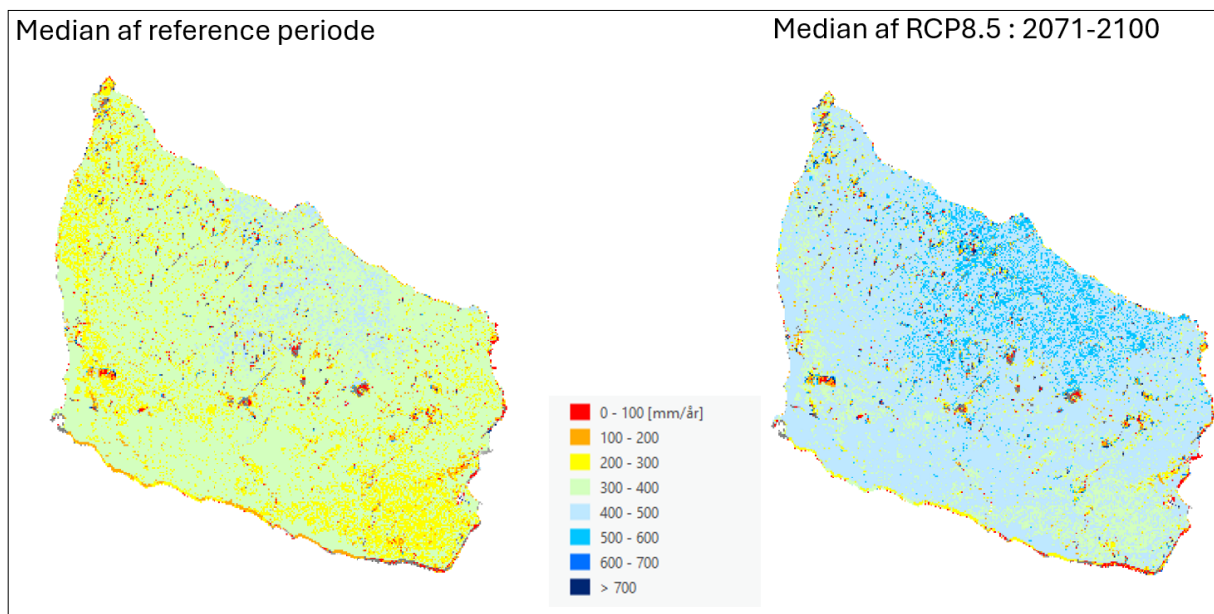 Median af reference periode
Median af RCP8.5 : 2071-2100
0 - 100 [mm/år]
100 - 200
200 - 300
300 - 400
400 - 500
500 - 600
600 - 700
> 700